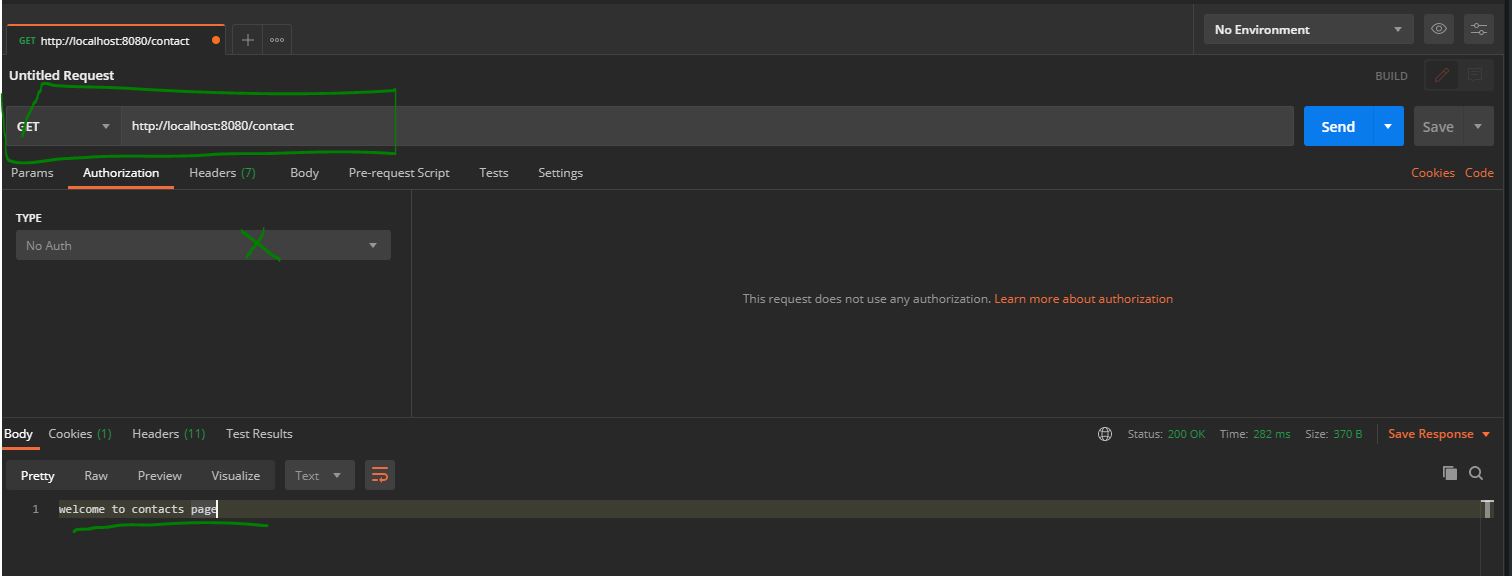 GET http://localhost:8080/contact No Environment
Untitled Request BUILD
GET http://localhost:8080/contact Send Save
Params Authorization Headers (7) Body Pre-request Script Tests Settings Cookies Code
TYPE
No Auth
This request does not use any authorization. Learn more about authorization
Body Cookies (1) Headers (11) Test Results Status: 200 OK Time: 282 ms Size: 370 B Save Response
Pretty Raw Preview Visualize Text
1 welcome to contacts page